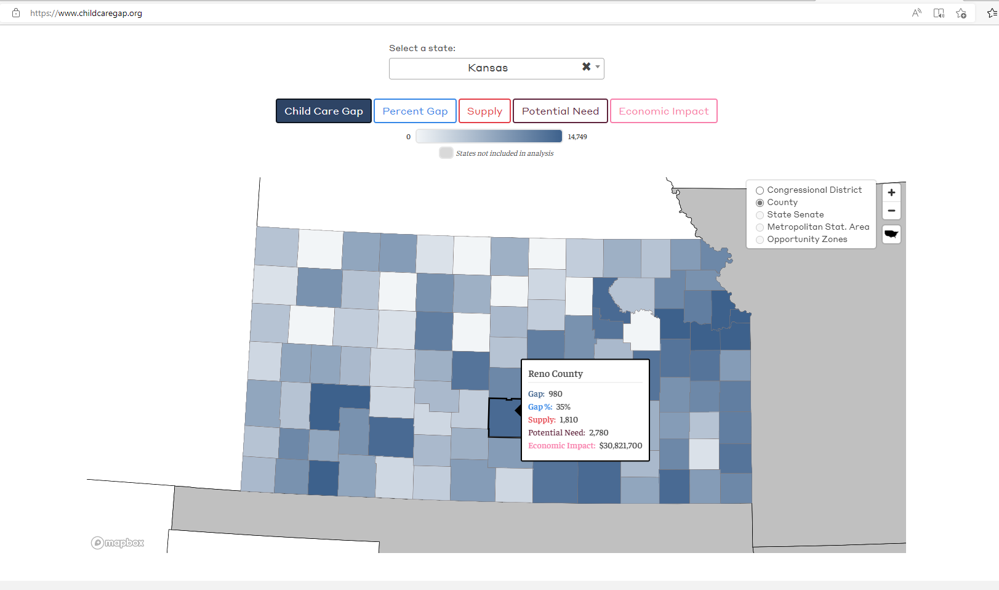 https://www.childcaregap.org
Select a state:
Kansas
Child Care Gap Percent Gap Supply Potential Need Economic Impact
0 14,749
States not included in analysis
Congressional District
County
State Senate
Metropolitan Stat. Area
Opportunity Zones
Reno County
Gap: 980
Gap %: 35%
Supply: 1,810
Potential Need: 2,780
Economic Impact: $30,821,700
mapbox